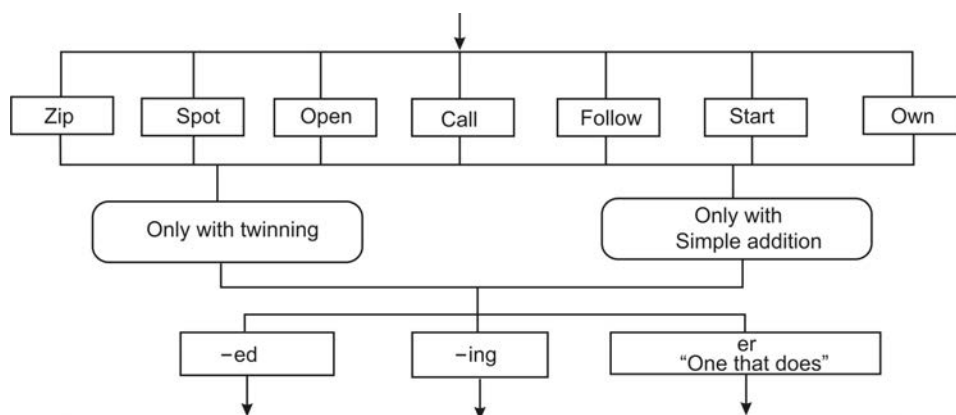 Zip
Spot
Open
Call
Follow
Start
Own
Only with twinning
Only with
Simple addition
–ed
–ing
er
“One that does”